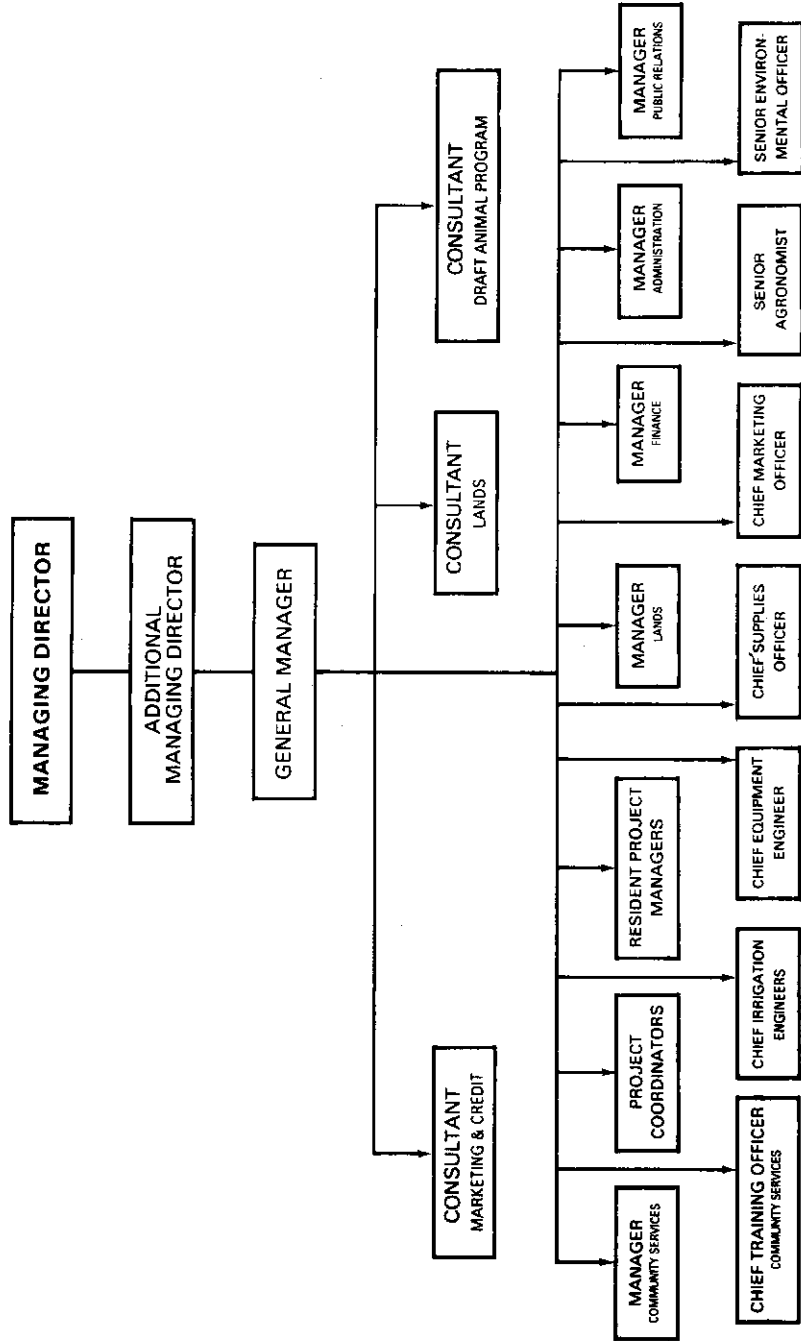 MANAGING DIRECTOR
ADDITIONAL
MANAGING DIRECTOR
GENERAL MANAGER
CONSULTANT
MARKETING & CREDIT
CONSULTANT
LANDS
CONSULTANT
DRAFT ANIMAL PROGRAM
MANAGER
COMMUNITY SERVICES
PROJECT
COORDINATORS
RESIDENT PROJECT
MANAGERS
MANAGER
LANDS
MANAGER
FINANCE
MANAGER
ADMINISTRATION
MANAGER
PUBLIC RELATIONS
CHIEF TRAINING OFFICER
COMMUNITY SERVICES
CHIEF IRRIGATION
ENGINEERS
CHIEF EQUIPMENT
ENGINEER
CHIEF SUPPLIES
OFFICER
CHIEF MARKETING
OFFICER
SENIOR
AGRONOMIST
SENIOR ENVIRON-
MENTAL OFFICER